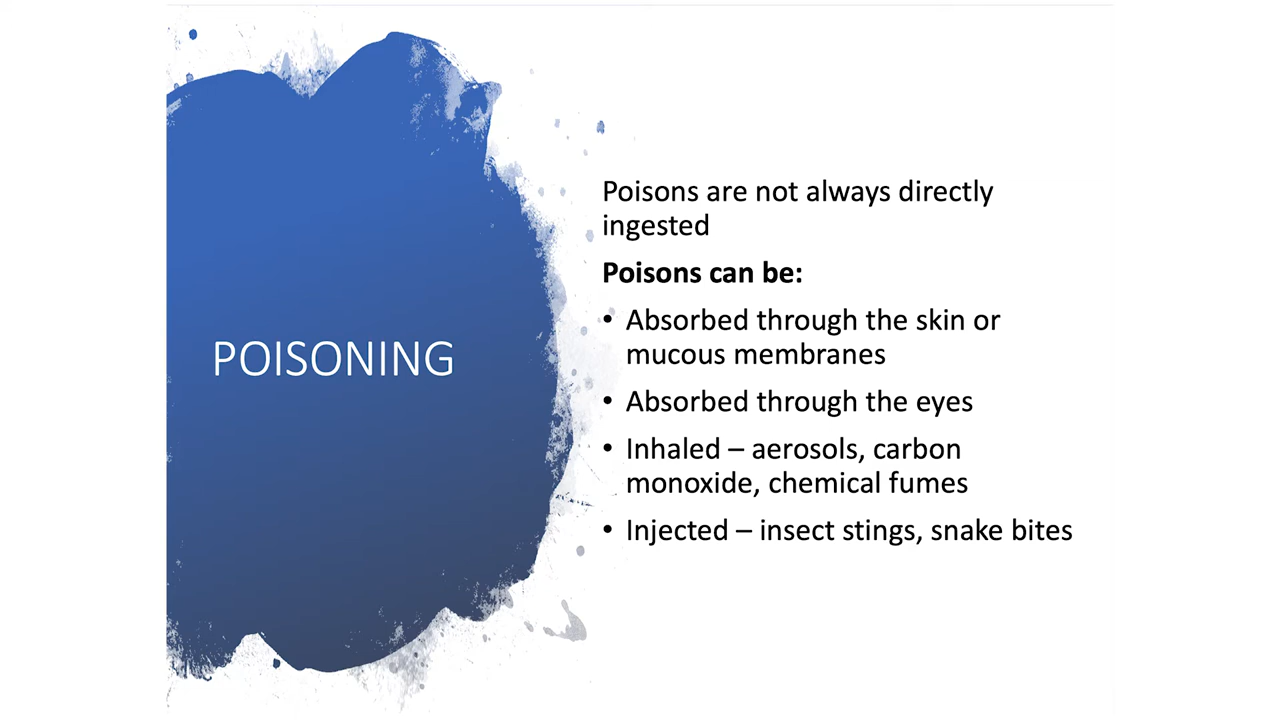 POISONING
Poisons are not always directly
ingested
Poisons can be:
• Absorbed through the skin or
mucous membranes
• Absorbed through the eyes
• Inhaled – aerosols, carbon
monoxide, chemical fumes
• Injected – insect stings, snake bites